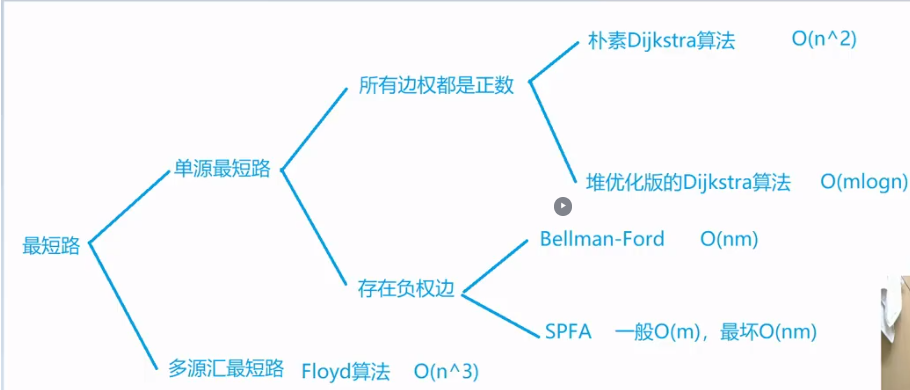 朴素Dijkstra算法 O(n^2)
所有边权都是正数
单源最短路
堆优化版的Dijkstra算法 O(mlogn)
最短路
Bellman-Ford O(nm)
存在负权边
SPFA 一般O(m)，最坏O(nm)
多源汇最短路 Floyd算法 O(n^3)